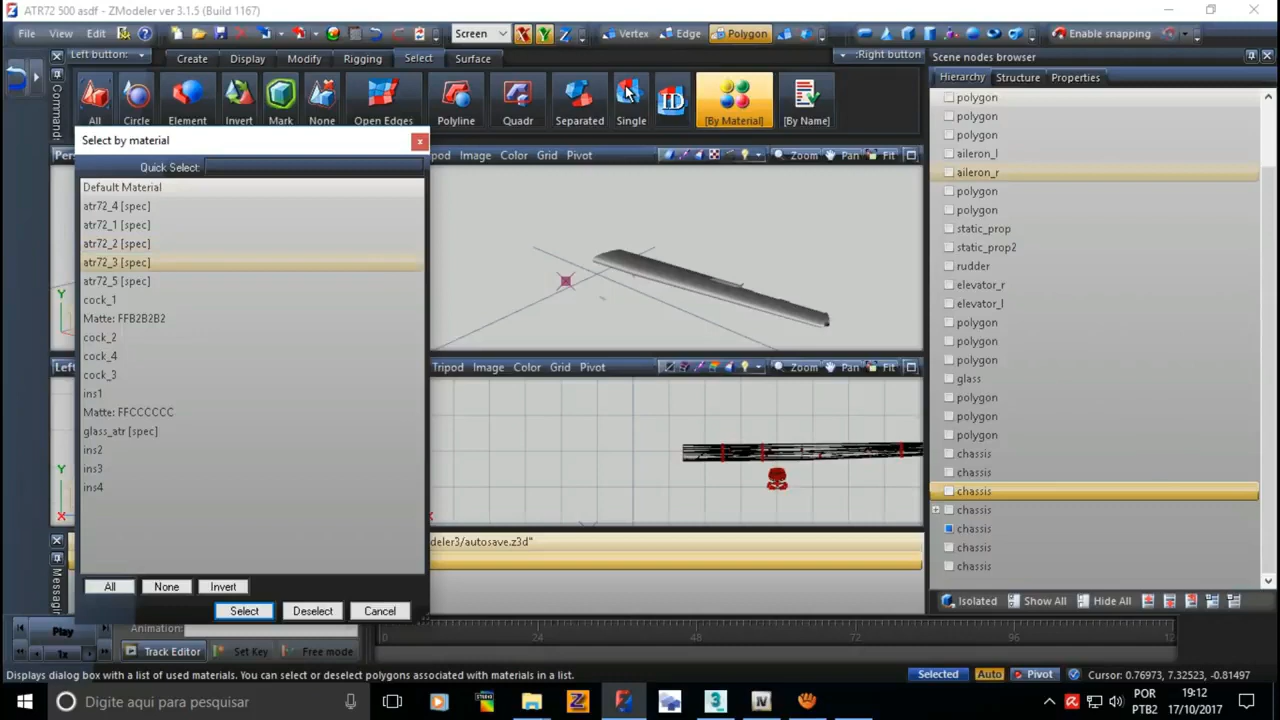 ATR72 500 asdf - ZModeler ver 3.1.5 (Build 1167)
File View Edit Screen X Y Z Vertex Edge Polygon Enable snapping
Left button: Create Display Modify Rigging Select Surface :Right button
Scene nodes browser
Hierarchy Structure Properties
All Circle Element Invert Mark None Open Edges Polyline Quadr Separated Single ID [By Material] [By Name]
Select by material
Quick Select:
Default Material
atr72_4 [spec]
atr72_1 [spec]
atr72_2 [spec]
atr72_3 [spec]
atr72_5 [spec]
cock_1
Matte: FFB2B2B2
cock_2
cock_4
cock_3
ins1
Matte: FFCCCCCC
glass_atr [spec]
ins2
ins3
ins4
All None Invert
Select Deselect Cancel
Image Color Grid Pivot Zoom Pan Fit
Tripod Image Color Grid Pivot Zoom Pan Fit
Y
X
Y
X
deler3/autosave.z3d"
polygon
polygon
polygon
aileron_l
aileron_r
polygon
polygon
static_prop
static_prop2
rudder
elevator_r
elevator_l
polygon
polygon
polygon
glass
polygon
polygon
polygon
chassis
chassis
chassis
chassis
chassis
chassis
chassis
Isolated Show All Hide All
Play Animation:
1x Track Editor Set Key Free mode
0 24 48 72 96 12
Displays dialog box with a list of used materials. You can select or deselect polygons associated with materials in a list. Selected Auto Pivot Cursor: 0.76973, 7.32523, -0.81497
Digite aqui para pesquisar
POR
PTB2
19:12
17/10/2017